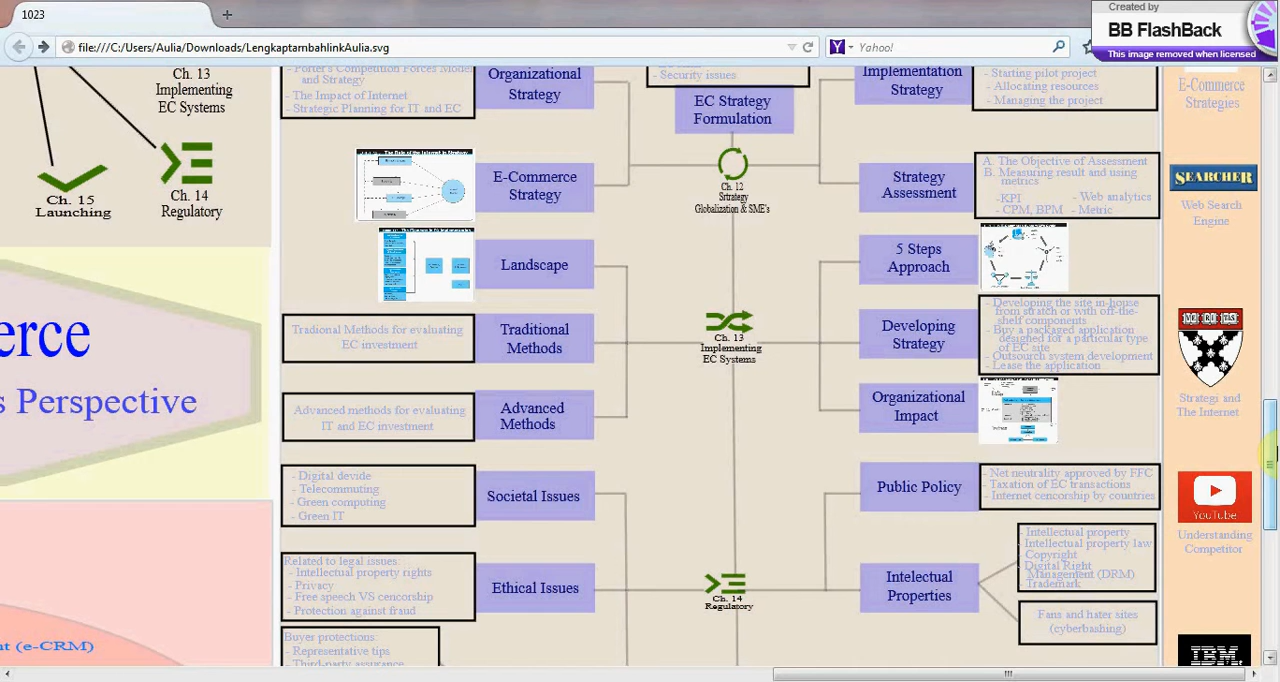 1023
Created by
BB FlashBack
This image removed when licensed
file:///C:/Users/Aulia/Downloads/LengkaptambahlinkAulia.svg
Yahoo!
Ch. 13
Implementing
EC Systems
Ch. 15
Launching
Ch. 14
Regulatory
erce
s Perspective
nt (e-CRM)
- Porter's Competition Forces Model
and Strategy
- The Impact of Internet
- Strategic Planning for IT and EC
Organizational
Strategy
- Security issues
EC Strategy
Formulation
Implementation
Strategy
- Starting pilot project
- Allocating resources
- Managing the project
E-Commerce
Strategy
Ch. 12
Strategy
Globalization & SME's
Strategy
Assessment
A. The Objective of Assessment
B. Measuring result and using
metrics
-KPI
- Web analytics
- CPM, BPM
- Metric
Landscape
5 Steps
Approach
Tradional Methods for evaluating
EC investment
Traditional
Methods
Ch. 13
Implementing
EC Systems
Developing
Strategy
- Developing the site in-house
from stratch or with off-the-
shelf components
- Buy a packaged application
designed for a particular type
of EC site
- Outsourch system development
- Lease the application
Advanced methods for evaluating
IT and EC investment
Advanced
Methods
Organizational
Impact
- Digital devide
- Telecommuting
- Green computing
- Green IT
Societal Issues
Public Policy
- Net neutrality approved by FFC
- Taxation of EC transactions
- Internet cencorship by countries
Related to legal issues:
- Intellectual property rights
- Privacy
- Free speech VS cencorship
- Protection against fraud
Ethical Issues
Ch. 14
Regulatory
Intelectual
Properties
- Intellectual property
- Intellectual property law
- Copyright
- Digital Right
Management (DRM)
- Trademark
Fans and hater sites
(cyberbashing)
Buyer protections:
- Representative tips
- Third-party assurance
E-Commerce
Strategies
SEARCHER
Web Search
Engine
Strategi and
The Internet
YouTube
Understanding
Competitor
IBM